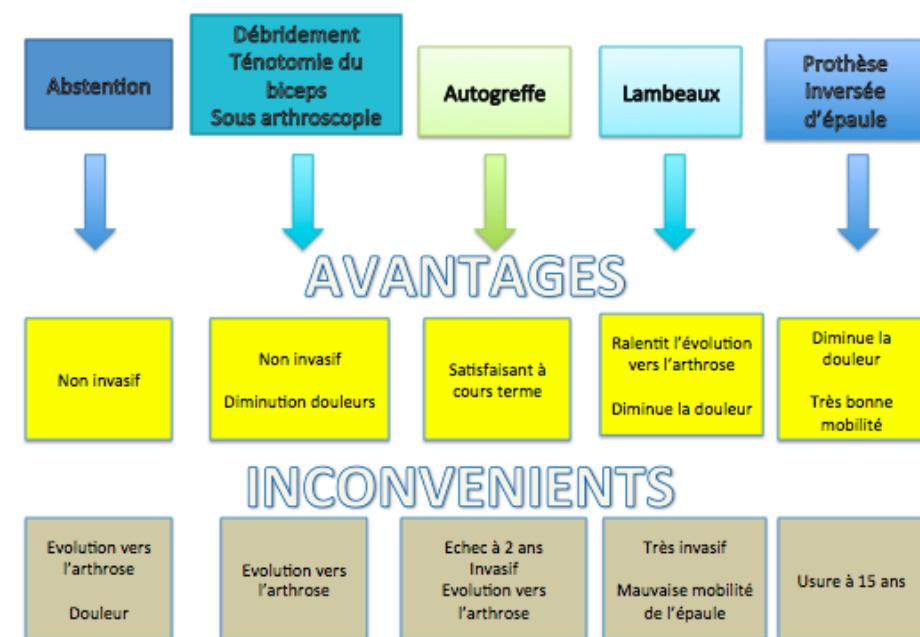 Abstention
Débridement
Ténotomie du
biceps
Sous arthroscopie
Autogreffe
Lambeaux
Prothèse
inversée
d'épaule
AVANTAGES
Non invasif
Non invasif
Diminution douleurs
Satisfaisant à
cours terme
Ralentit l'évolution
vers l'arthrose
Diminue la douleur
Diminue la
douleur
Très bonne
mobilité
INCONVENIENTS
Evolution vers
l'arthrose
Douleur
Evolution vers
l'arthrose
Echec à 2 ans
Invasif
Evolution vers
l'arthrose
Très invasif
Mauvaise mobilité
de l'épaule
Usure à 15 ans